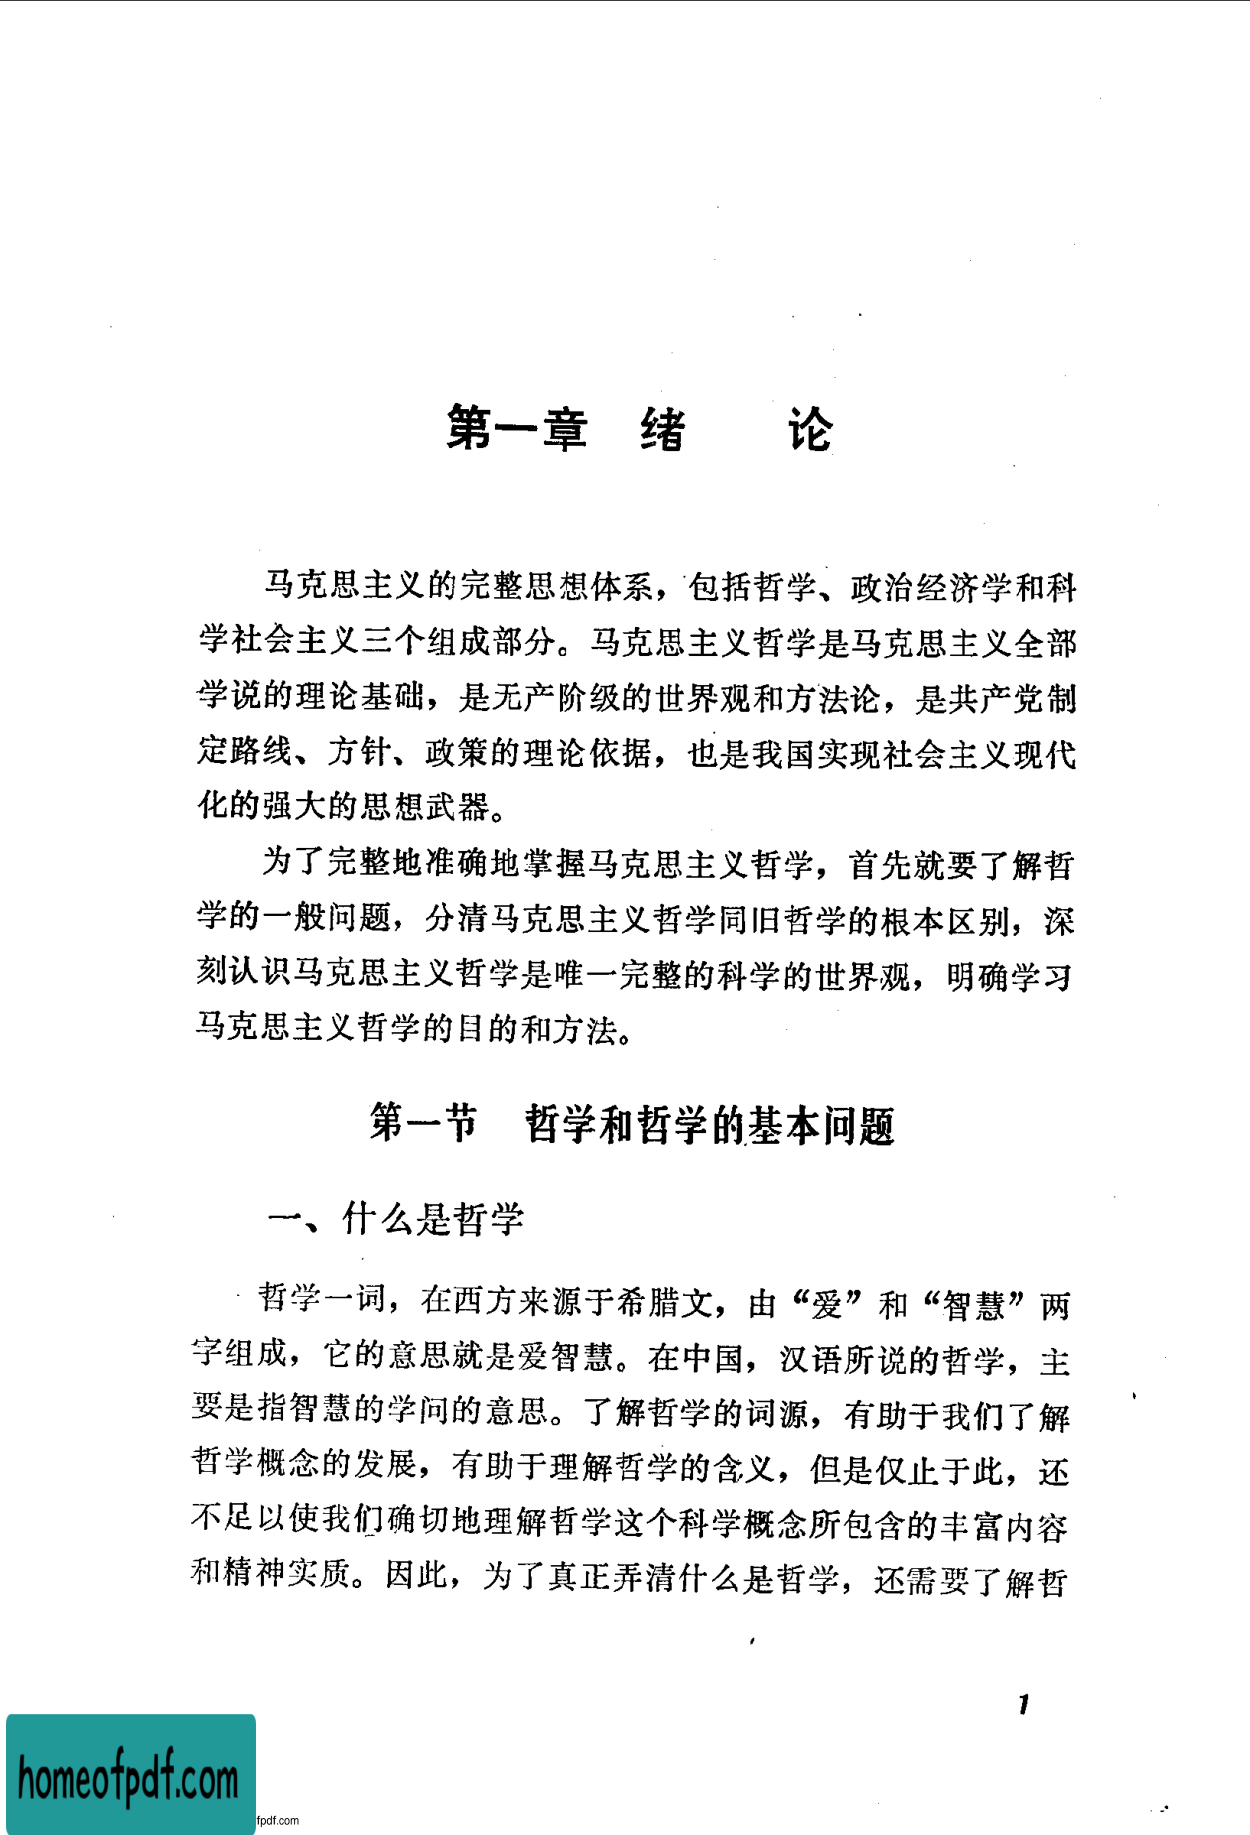 第一章　绪　　论
马克思主义的完整思想体系，包括哲学、政治经济学和科
学社会主义三个组成部分。马克思主义哲学是马克思主义全部
学说的理论基础，是无产阶级的世界观和方法论，是共产党制
定路线、方针、政策的理论依据，也是我国实现社会主义现代
化的强大的思想武器。
为了完整地准确地掌握马克思主义哲学，首先就要了解哲
学的一般问题，分清马克思主义哲学同旧哲学的根本区别，深
刻认识马克思主义哲学是唯一完整的科学的世界观，明确学习
马克思主义哲学的目的和方法。
第一节　哲学和哲学的基本问题
一、什么是哲学
哲学一词，在西方来源于希腊文，由“爱”和“智慧”两
字组成，它的意思就是爱智慧。在中国，汉语所说的哲学，主
要是指智慧的学问的意思。了解哲学的词源，有助于我们了解
哲学概念的发展，有助于理解哲学的含义，但是仅止于此，还
不足以使我们确切地理解哲学这个科学概念所包含的丰富内容
和精神实质。因此，为了真正弄清什么是哲学，还需要了解哲
1
homeofpdf.com
fpdf.com